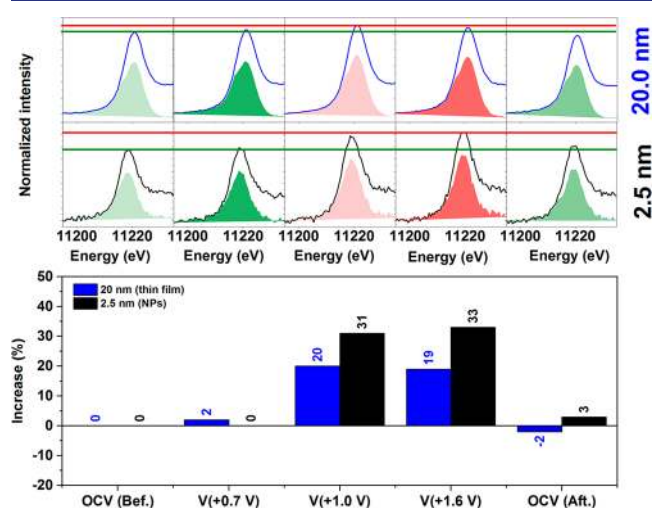 Normalized intensity
20.0 nm
2.5 nm
11200 11220 11200 11220 11200 11220 11200 11220 11200 11220
Energy (eV) Energy (eV) Energy (eV) Energy (eV) Energy (eV)
Increase (%)
50
40
30
20
10
0
-10
-20
20 nm (thin film)
2.5 nm (NPs)
0 0 2 0 20 31 19 33 -2 3
OCV (Bef.) V(+0.7 V) V(+1.0 V) V(+1.6 V) OCV (Aft.)